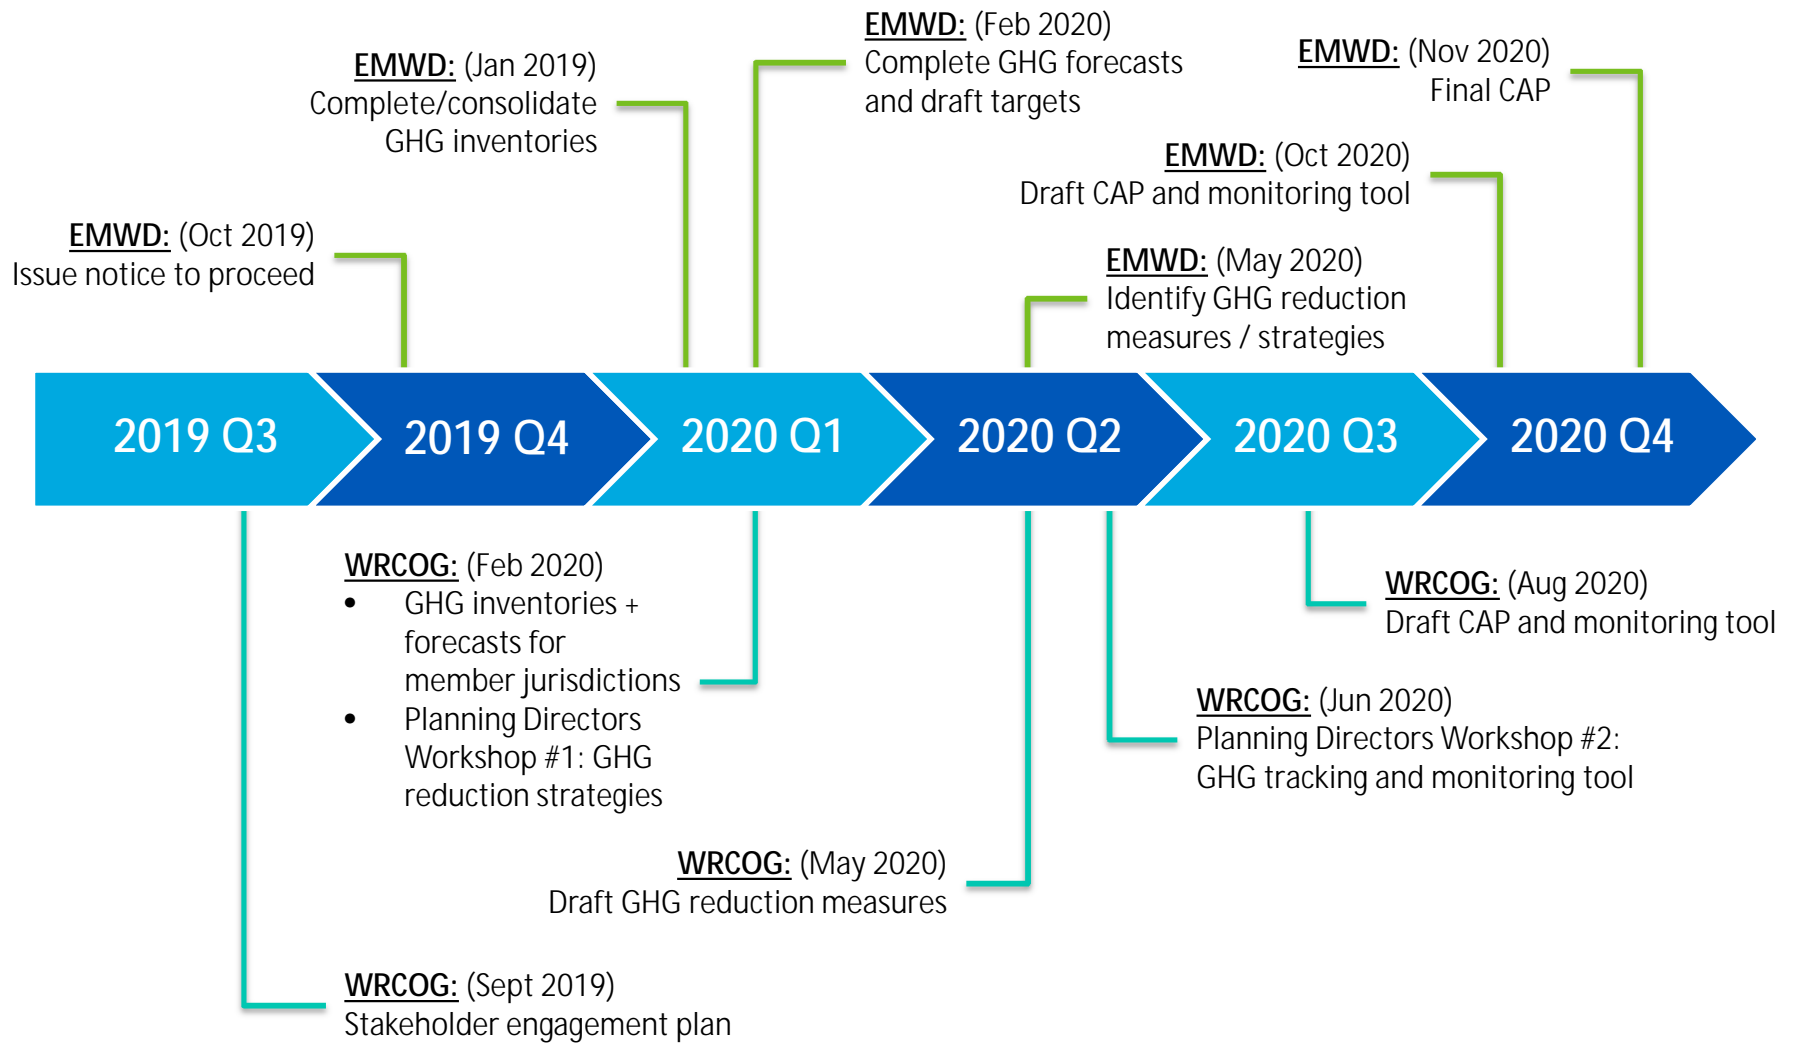 EMWD: (Feb 2020)
Complete GHG forecasts
and draft targets
EMWD: (Jan 2019)
Complete/consolidate
GHG inventories
EMWD: (Nov 2020)
Final CAP
EMWD: (Oct 2020)
Draft CAP and monitoring tool
EMWD: (Oct 2019)
Issue notice to proceed
EMWD: (May 2020)
Identify GHG reduction
measures / strategies
2019 Q3
2019 Q4
2020 Q1
2020 Q2
2020 Q3
2020 Q4
WRCOG: (Feb 2020)
• GHG inventories +
forecasts for
member jurisdictions
• Planning Directors
Workshop #1: GHG
reduction strategies
WRCOG: (Aug 2020)
Draft CAP and monitoring tool
WRCOG: (Jun 2020)
Planning Directors Workshop #2:
GHG tracking and monitoring tool
WRCOG: (May 2020)
Draft GHG reduction measures
WRCOG: (Sept 2019)
Stakeholder engagement plan